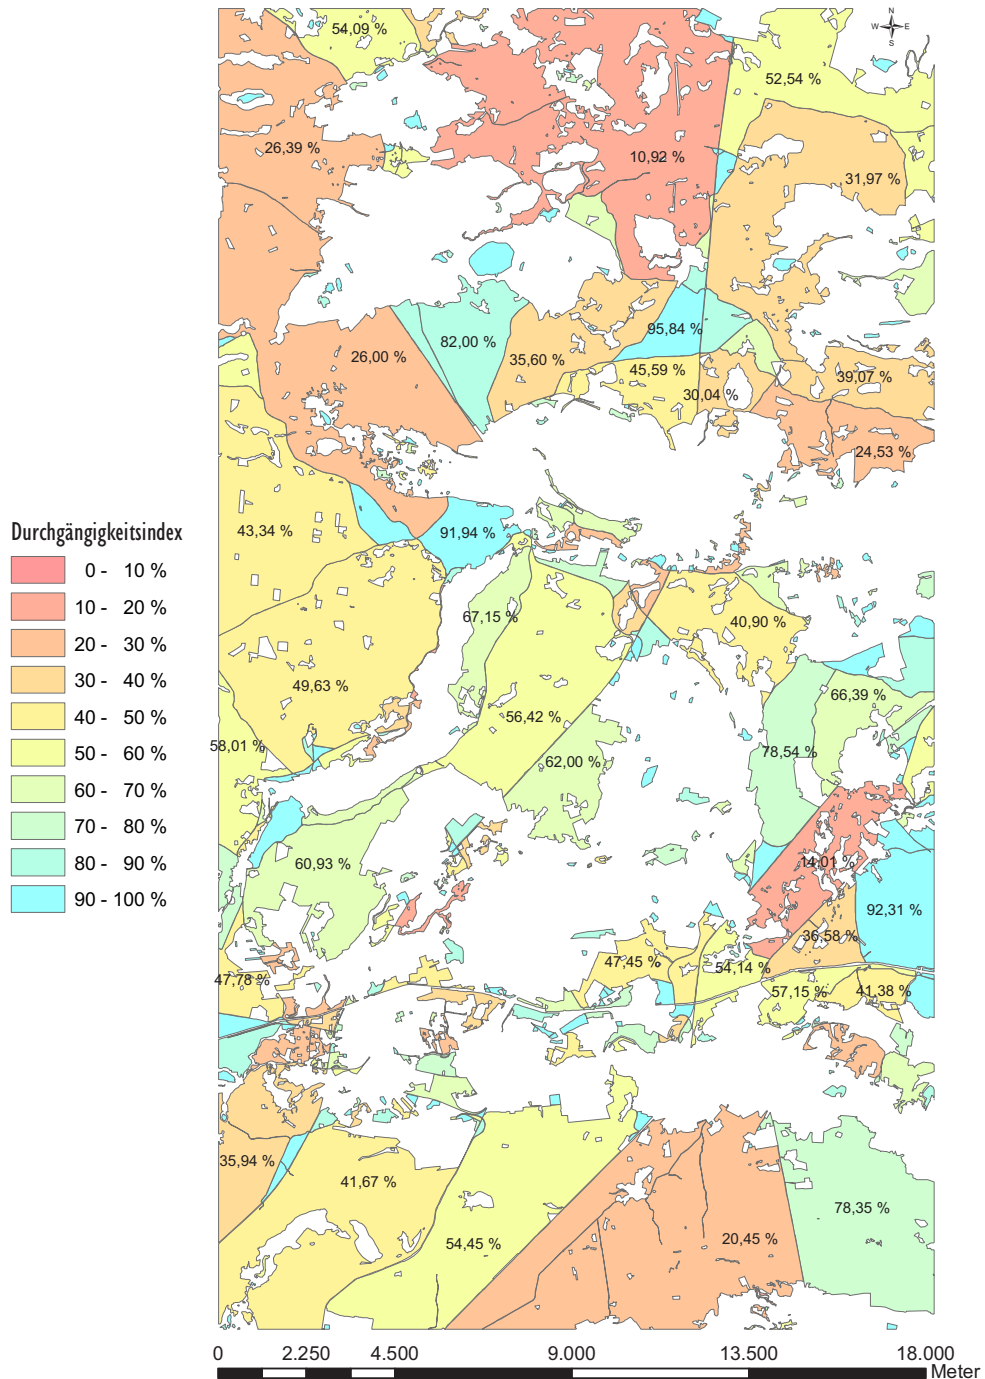 N
W E
S
54,09 %
52,54 %
26,39 %
10,92 %
31,97 %
95,84 %
82,00 %
26,00 %
35,60 %
45,59 %
39,07 %
30,04 %
24,53 %
43,34 %
91,94 %
67,15 %
40,90 %
49,63 %
66,39 %
56,42 %
58,01 %
78,54 %
62,00 %
60,93 %
14,01 %
92,31 %
36,58 %
47,45 %
54,14 %
47,78 %
57,15 %
41,38 %
35,94 %
41,67 %
78,35 %
54,45 %
20,45 %
Durchgängigkeitsindex
0 - 10 %
10 - 20 %
20 - 30 %
30 - 40 %
40 - 50 %
50 - 60 %
60 - 70 %
70 - 80 %
80 - 90 %
90 - 100 %
0 2.250 4.500 9.000 13.500 18.000
Meter